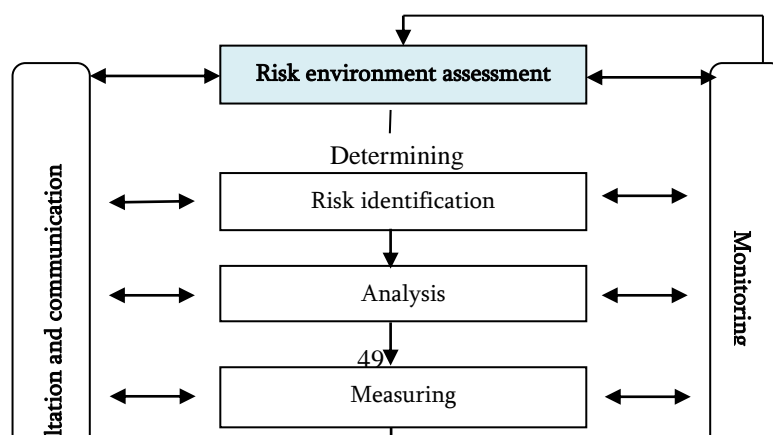 Risk environment assessment
Determining
Risk identification
Analysis
49
Measuring
ltation and communication
Monitoring